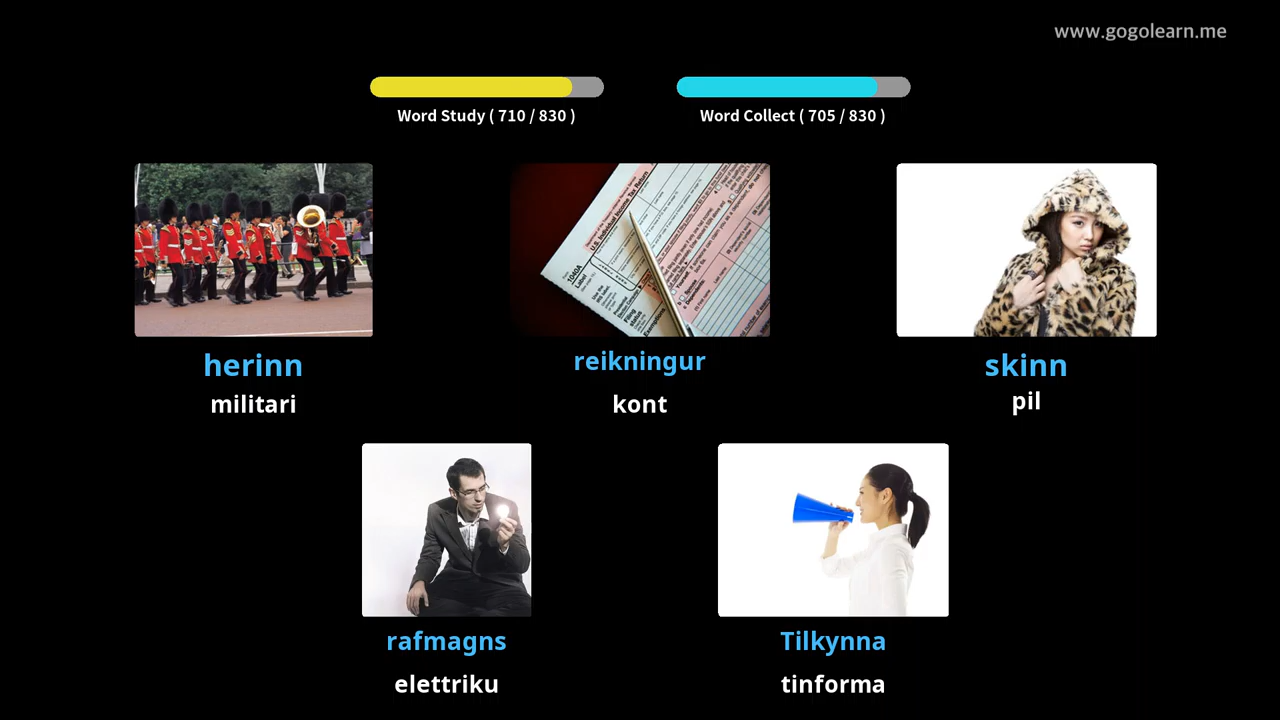 www.gogolearn.me
Word Study ( 710 / 830 )
Word Collect ( 705 / 830 )
herinn
militari
reikningur
kont
skinn
pil
rafmagns
elettriku
Tilkynna
tinforma